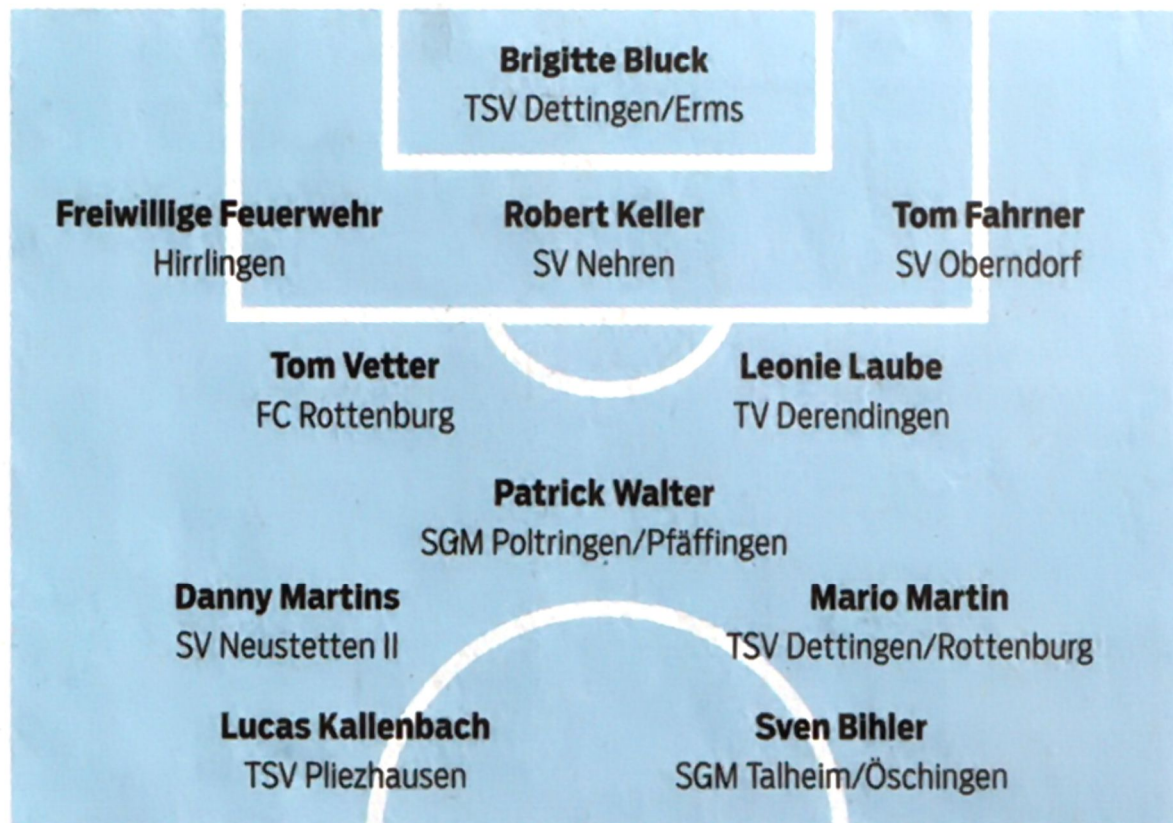 Brigitte Bluck
TSV Dettingen/Erms
Freiwillige Feuerwehr
Hirrlingen
Robert Keller
SV Nehren
Tom Fahrner
SV Oberndorf
Tom Vetter
FC Rottenburg
Leonie Laube
TV Derendingen
Patrick Walter
SGM Poltringen/Pfäffingen
Danny Martins
SV Neustetten II
Mario Martin
TSV Dettingen/Rottenburg
Lucas Kallenbach
TSV Pliezhausen
Sven Bihler
SGM Talheim/Öschingen